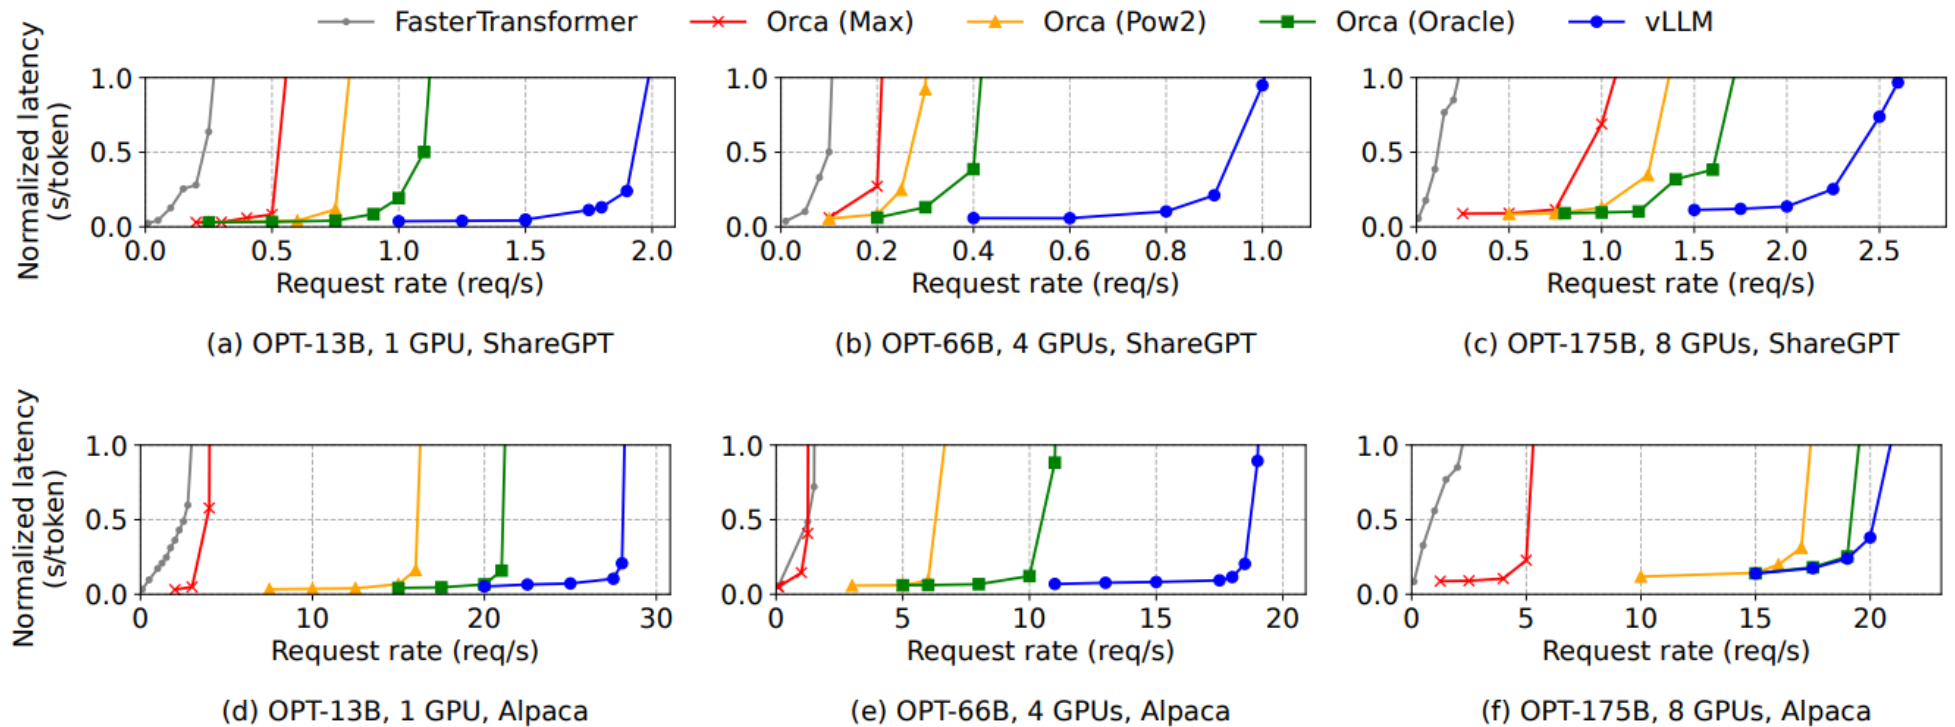 FasterTransformer Orca (Max) Orca (Pow2) Orca (Oracle) vLLM
Normalized latency
(s/token)
1.0
0.5
0.0
0.0 0.5 1.0 1.5 2.0
Request rate (req/s)
(a) OPT-13B, 1 GPU, ShareGPT
1.0
0.5
0.0
0.0 0.2 0.4 0.6 0.8 1.0
Request rate (req/s)
(b) OPT-66B, 4 GPUs, ShareGPT
1.0
0.5
0.0
0.0 0.5 1.0 1.5 2.0 2.5
Request rate (req/s)
(c) OPT-175B, 8 GPUs, ShareGPT
Normalized latency
(s/token)
1.0
0.5
0.0
0 10 20 30
Request rate (req/s)
(d) OPT-13B, 1 GPU, Alpaca
1.0
0.5
0.0
0 5 10 15 20
Request rate (req/s)
(e) OPT-66B, 4 GPUs, Alpaca
1.0
0.5
0.0
0 5 10 15 20
Request rate (req/s)
(f) OPT-175B, 8 GPUs, Alpaca